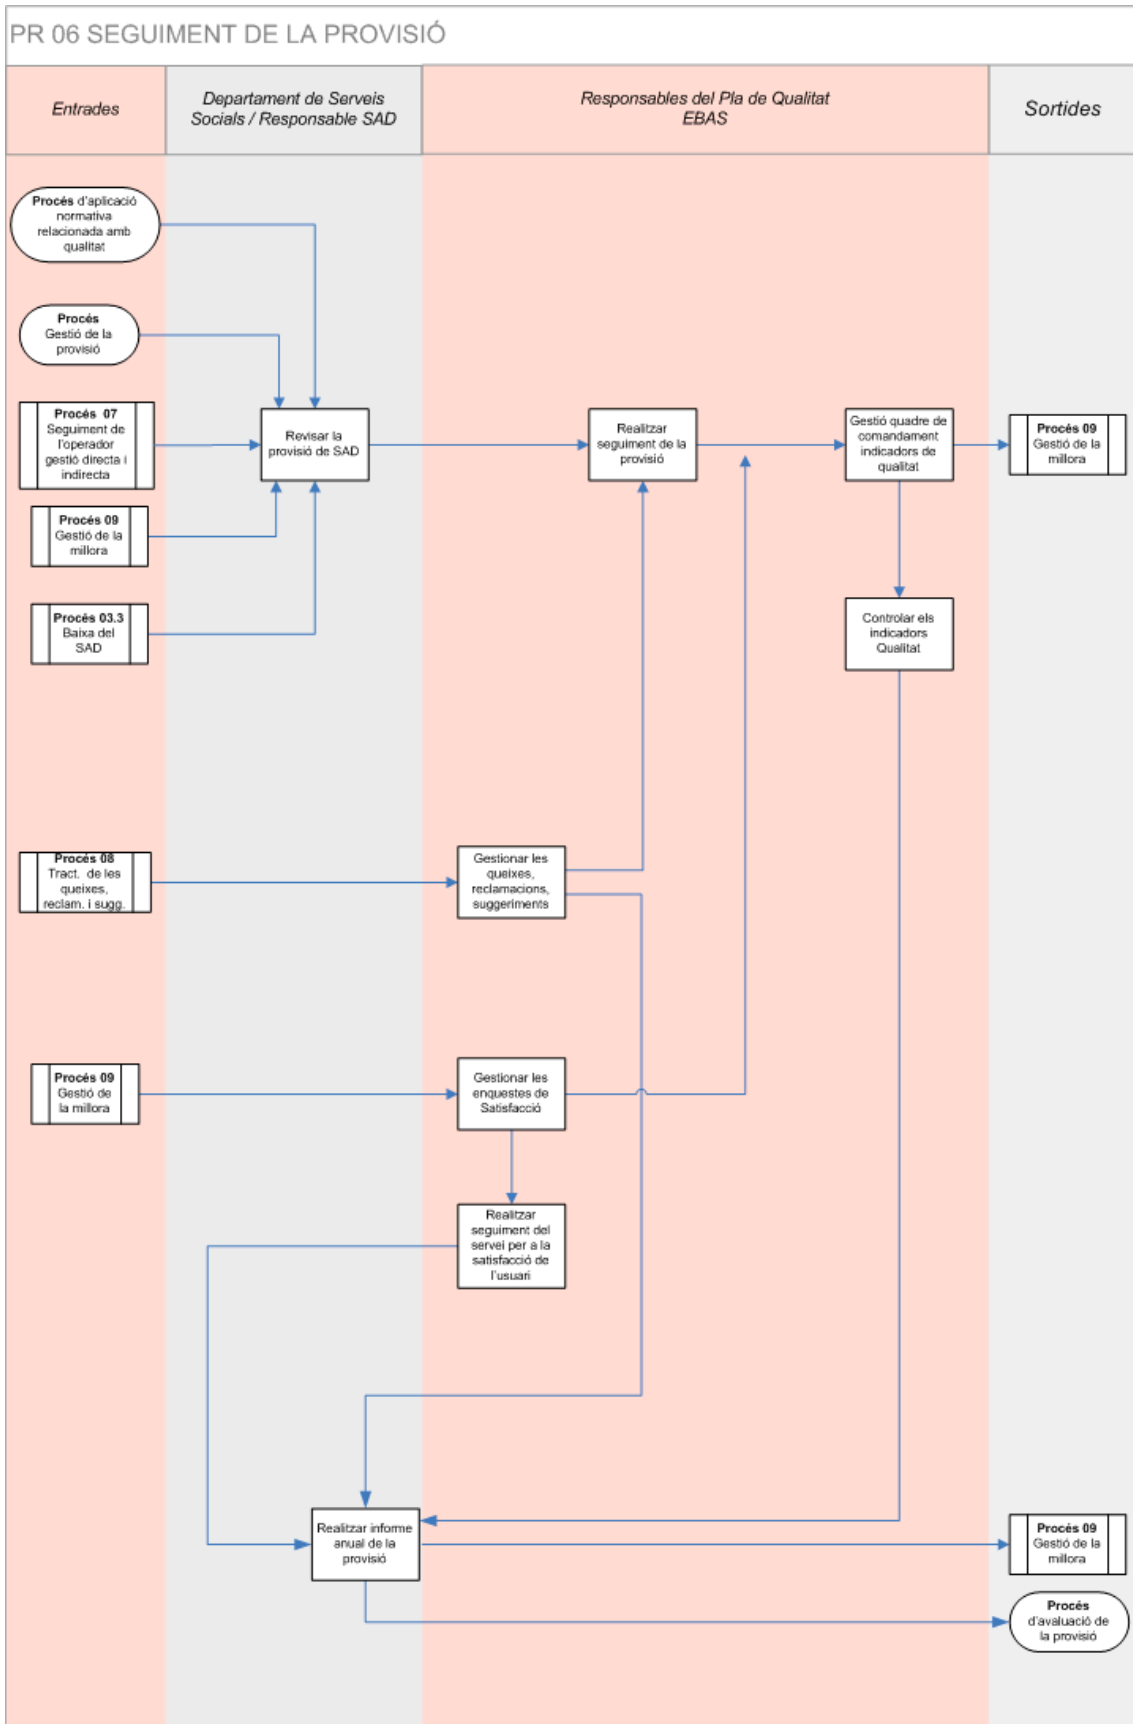 PR 06 SEGUIMENT DE LA PROVISIÓ
Entrades
Departament de Serveis
Socials / Responsable SAD
Responsables del Pla de Qualitat
EBAS
Sortides
Procés d'aplicació
normativa
relacionada amb
qualitat
Procés
Gestió de la
provisió
Procés 07
Seguiment de
l'operador
gestió directa i
indirecta
Revisar la
provisió de SAD
Realitzar
seguiment de la
provisió
Gestió quadre de
comandament
indicadors de
qualitat
Procés 09
Gestió de la
millora
Procés 09
Gestió de la
millora
Procés 03.3
Baixa del
SAD
Controlar els
indicadors
Qualitat
Procés 08
Tract. de les
queixes,
reclam. i sugg.
Gestionar les
queixes,
reclamacions,
suggeriments
Procés 09
Gestió de
la millora
Gestionar les
enquestes de
Satisfacció
Realitzar
seguiment del
servei per a la
satisfacció de
l'usuari
Realitzar informe
anual de la
provisió
Procés 09
Gestió de la
millora
Procés
d'avaluació de
la provisió